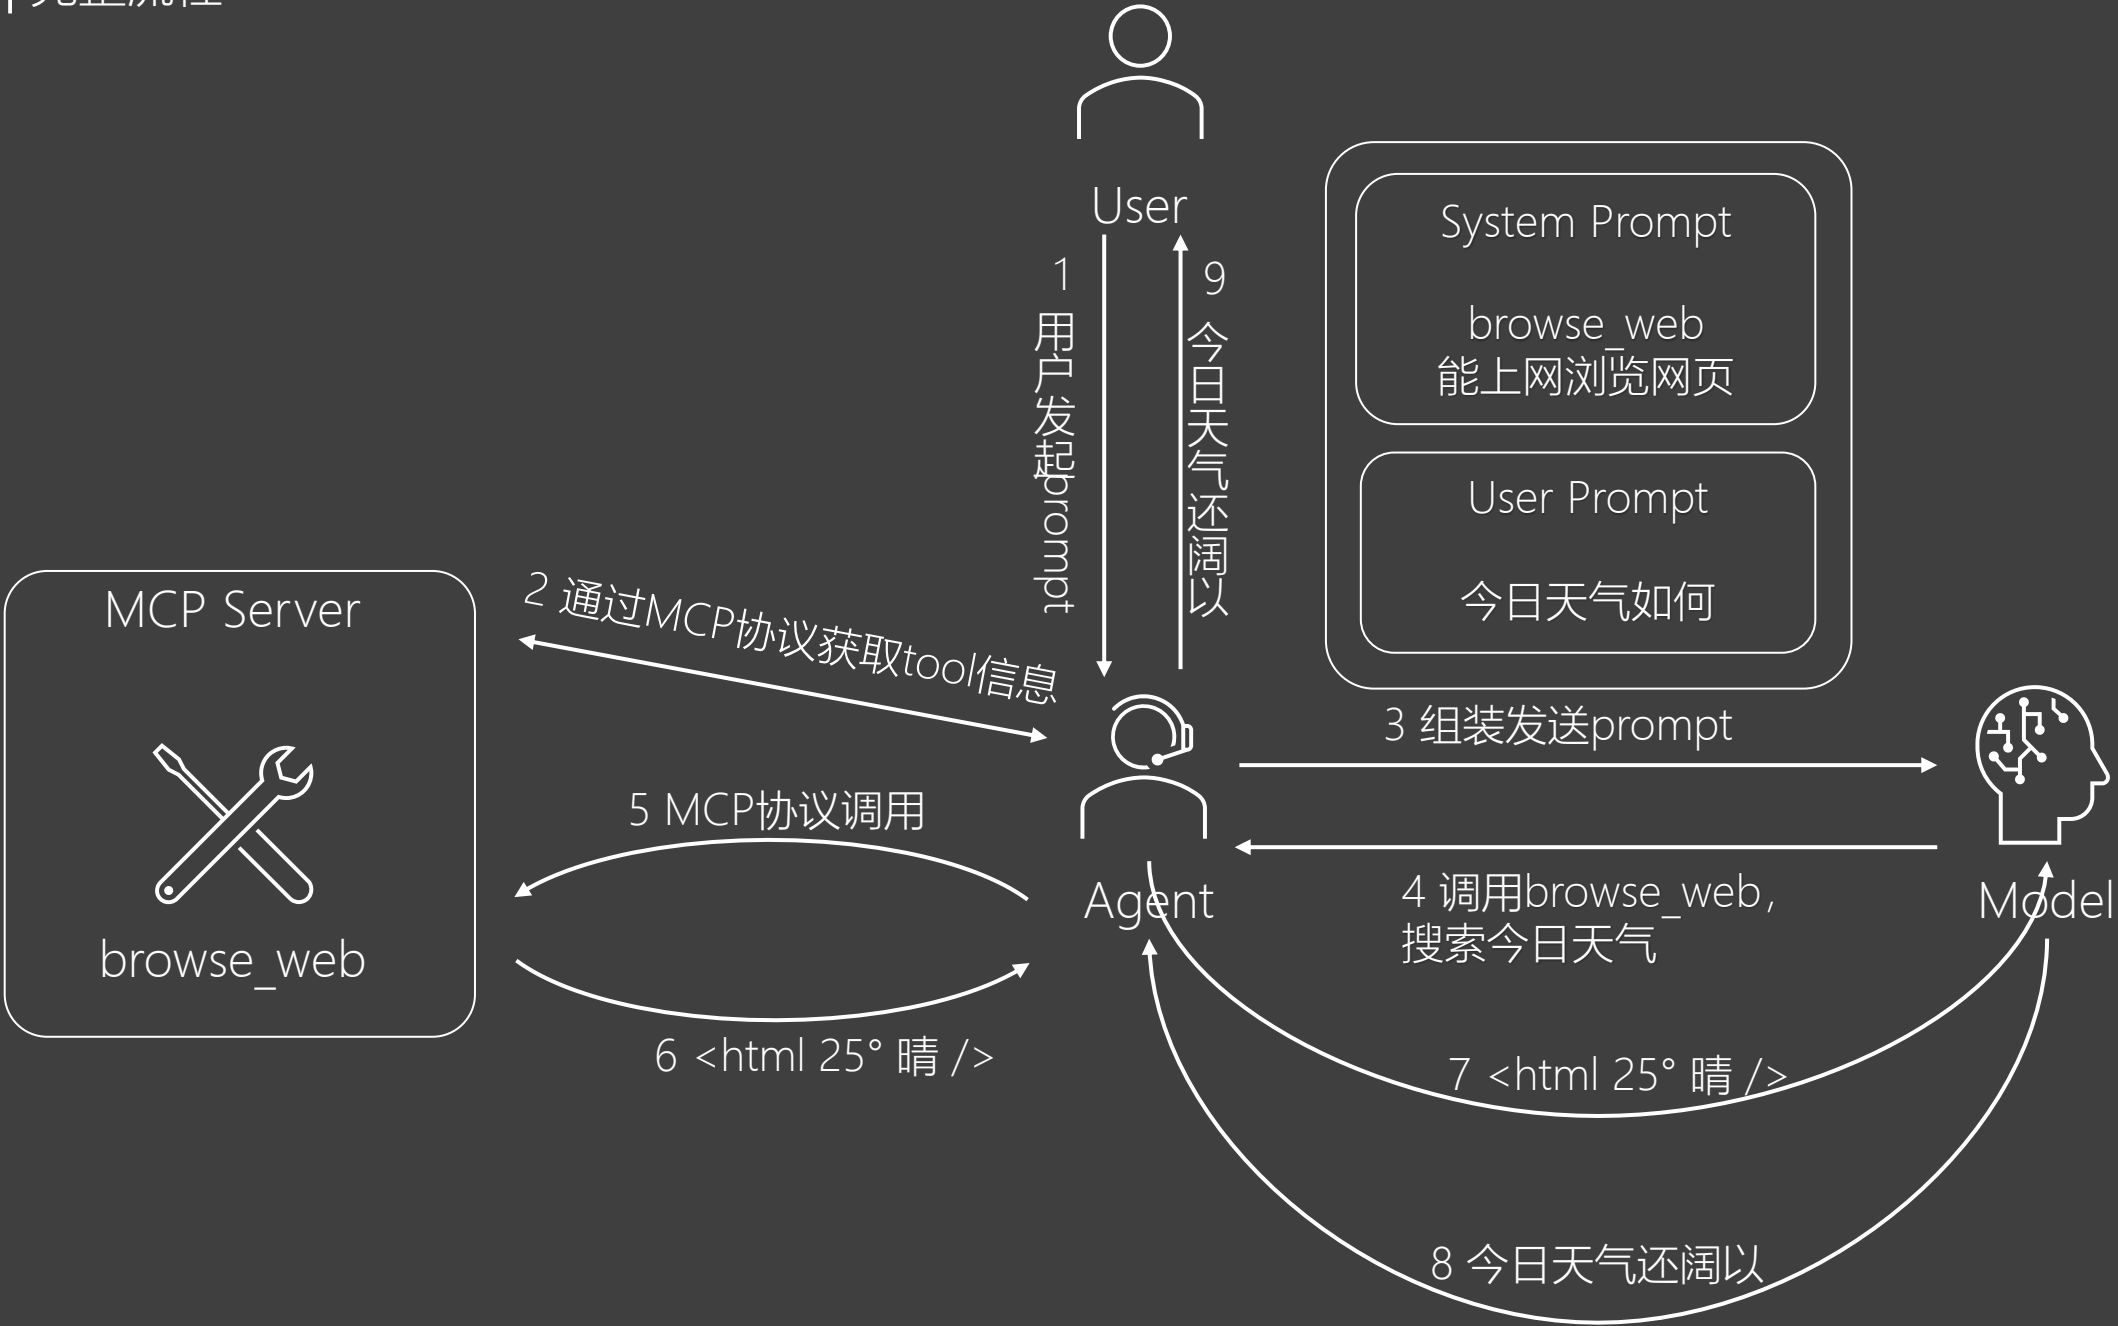 User
1 用户发起prompt
9 今日天气还阔以
System Prompt
browse_web
能上网浏览网页
User Prompt
今日天气如何
MCP Server
browse_web
2 通过MCP协议获取tool信息
3 组装发送prompt
5 MCP协议调用
Agent
4 调用browse_web，
搜索今日天气
Model
6 <html 25° 晴 />
7 <html 25° 晴 />
8 今日天气还阔以